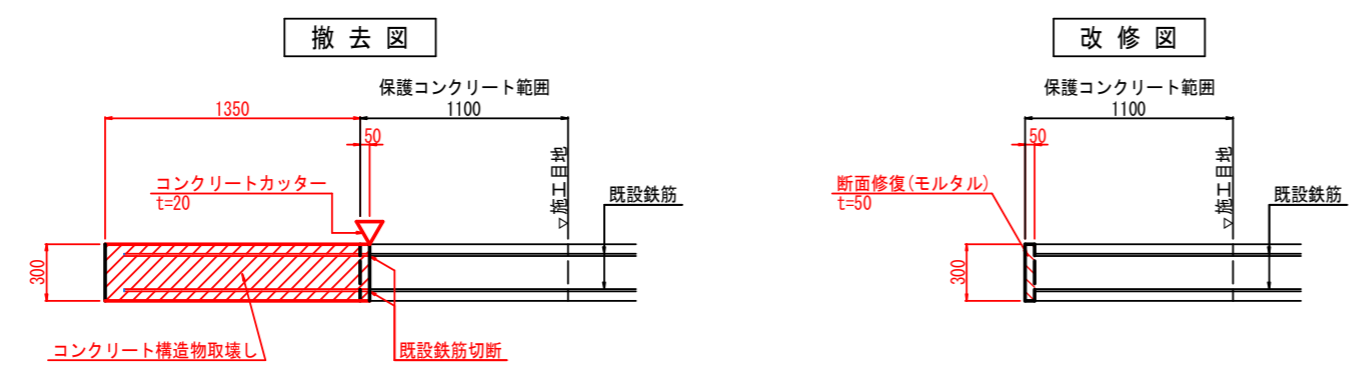 撤去図
保護コンクリート範囲
1350
1100
50
コンクリートカッター
t=20
▽施工目地
既設鉄筋
300
コンクリート構造物取壊し
既設鉄筋切断
改修図
保護コンクリート範囲
1100
50
断面修復(モルタル)
t=50
▽施工目地
既設鉄筋
300